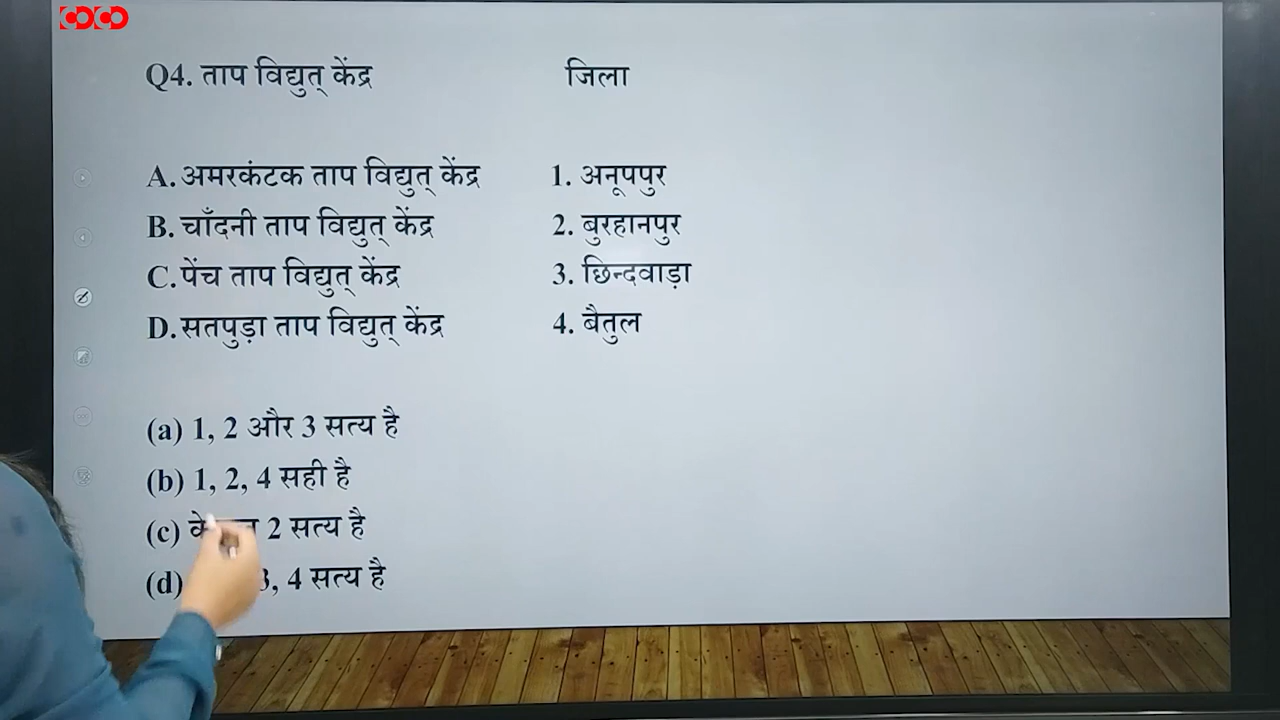 COCO
Q4. ताप विद्युत् केंद्र जिला
A. अमरकंटक ताप विद्युत् केंद्र 1. अनूपपुर
B. चाँदनी ताप विद्युत् केंद्र 2. बुरहानपुर
C. पेंच ताप विद्युत् केंद्र 3. छिन्दवाड़ा
D. सतपुड़ा ताप विद्युत् केंद्र 4. बैतुल
(a) 1, 2 और 3 सत्य है
(b) 1, 2, 4 सही है
(c) 2 सत्य है
(d) 3, 4 सत्य है